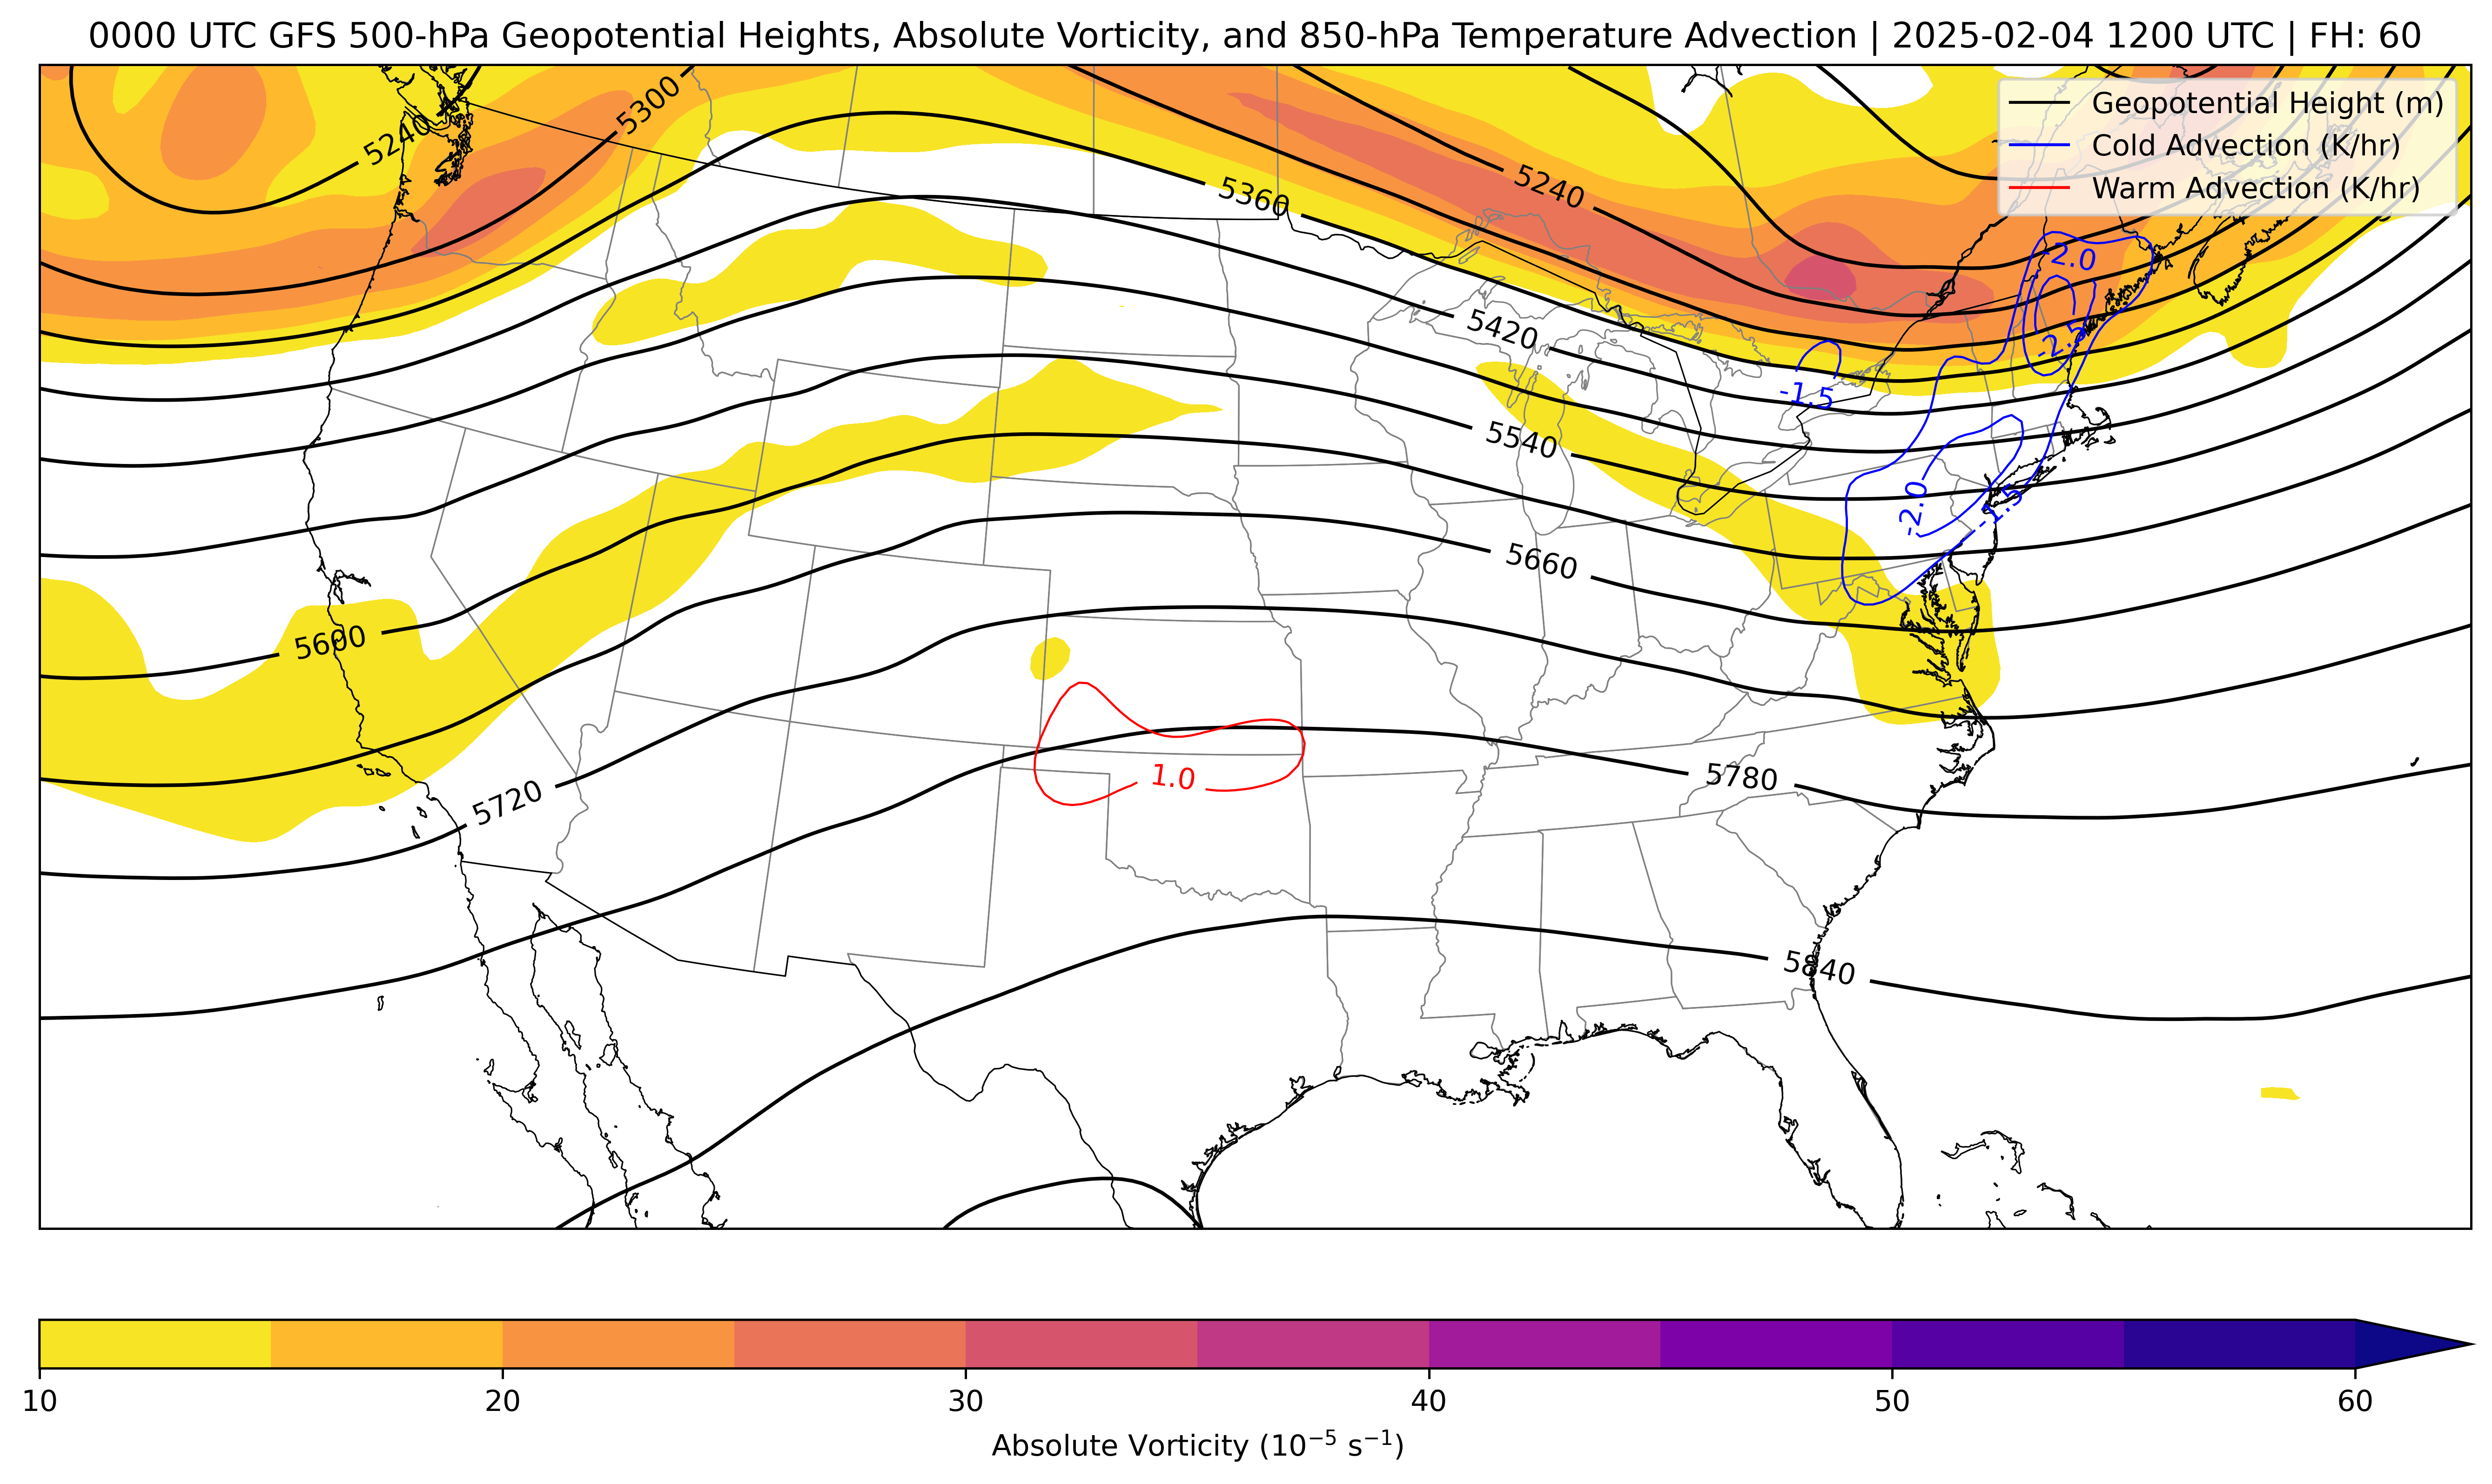 0000 UTC GFS 500-hPa Geopotential Heights, Absolute Vorticity, and 850-hPa Temperature Advection | 2025-02-04 1200 UTC | FH: 60
Geopotential Height (m)
Cold Advection (K/hr)
Warm Advection (K/hr)
5240
5300
5360
5240
5420
5540
5660
5600
5720
5780
5840
-2.0
-2.5
-1.5
-2.0
-1.5
1.0
10 20 30 40 50 60
Absolute Vorticity (10⁻⁵ s⁻¹)